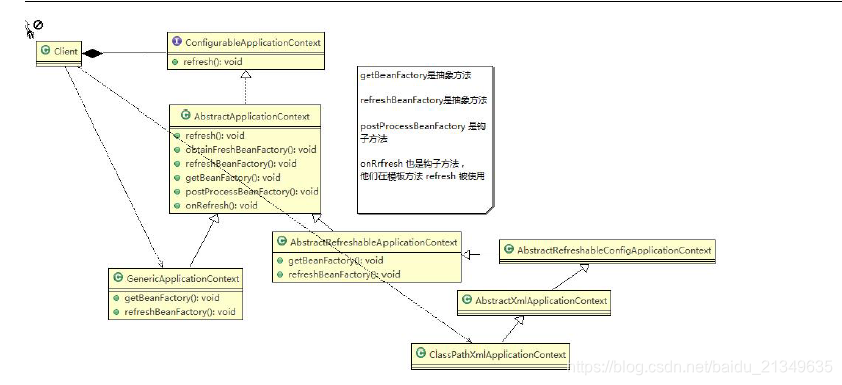 Client
ConfigurableApplicationContext
refresh(): void
AbstractApplicationContext
refresh(): void
obtainFreshBeanFactory(): void
refreshBeanFactory(): void
getBeanFactory(): void
postProcessBeanFactory(): void
onRefresh(): void
getBeanFactory是抽象方法
refreshBeanFactory是抽象方法
postProcessBeanFactory 是钩
子方法
onRrfresh 也是钩子方法，
他们在模板方法 refresh 被使用
AbstractRefreshableApplicationContext
getBeanFactory(): void
refreshBeanFactory(): void
AbstractRefreshableConfigApplicationContext
GenericApplicationContext
getBeanFactory(): void
refreshBeanFactory(): void
AbstractXmlApplicationContext
ClassPathXmlApplicationContext
https://blog.csdn.net/baidu_21349635